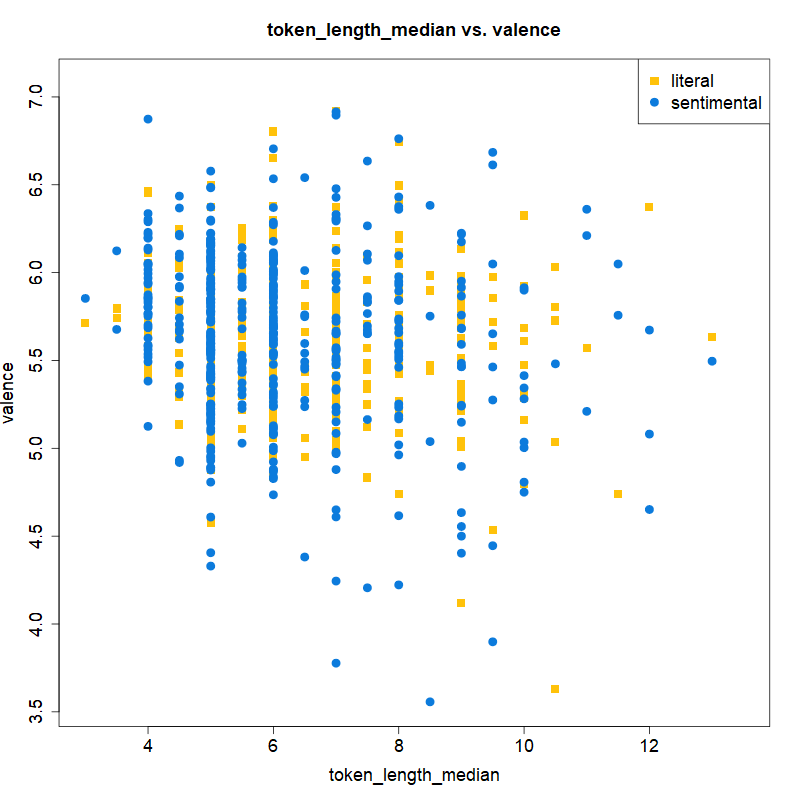 token_length_median vs. valence
literal
sentimental
7.0
6.5
6.0
5.5
5.0
4.5
4.0
3.5
valence
4
6
8
10
12
token_length_median